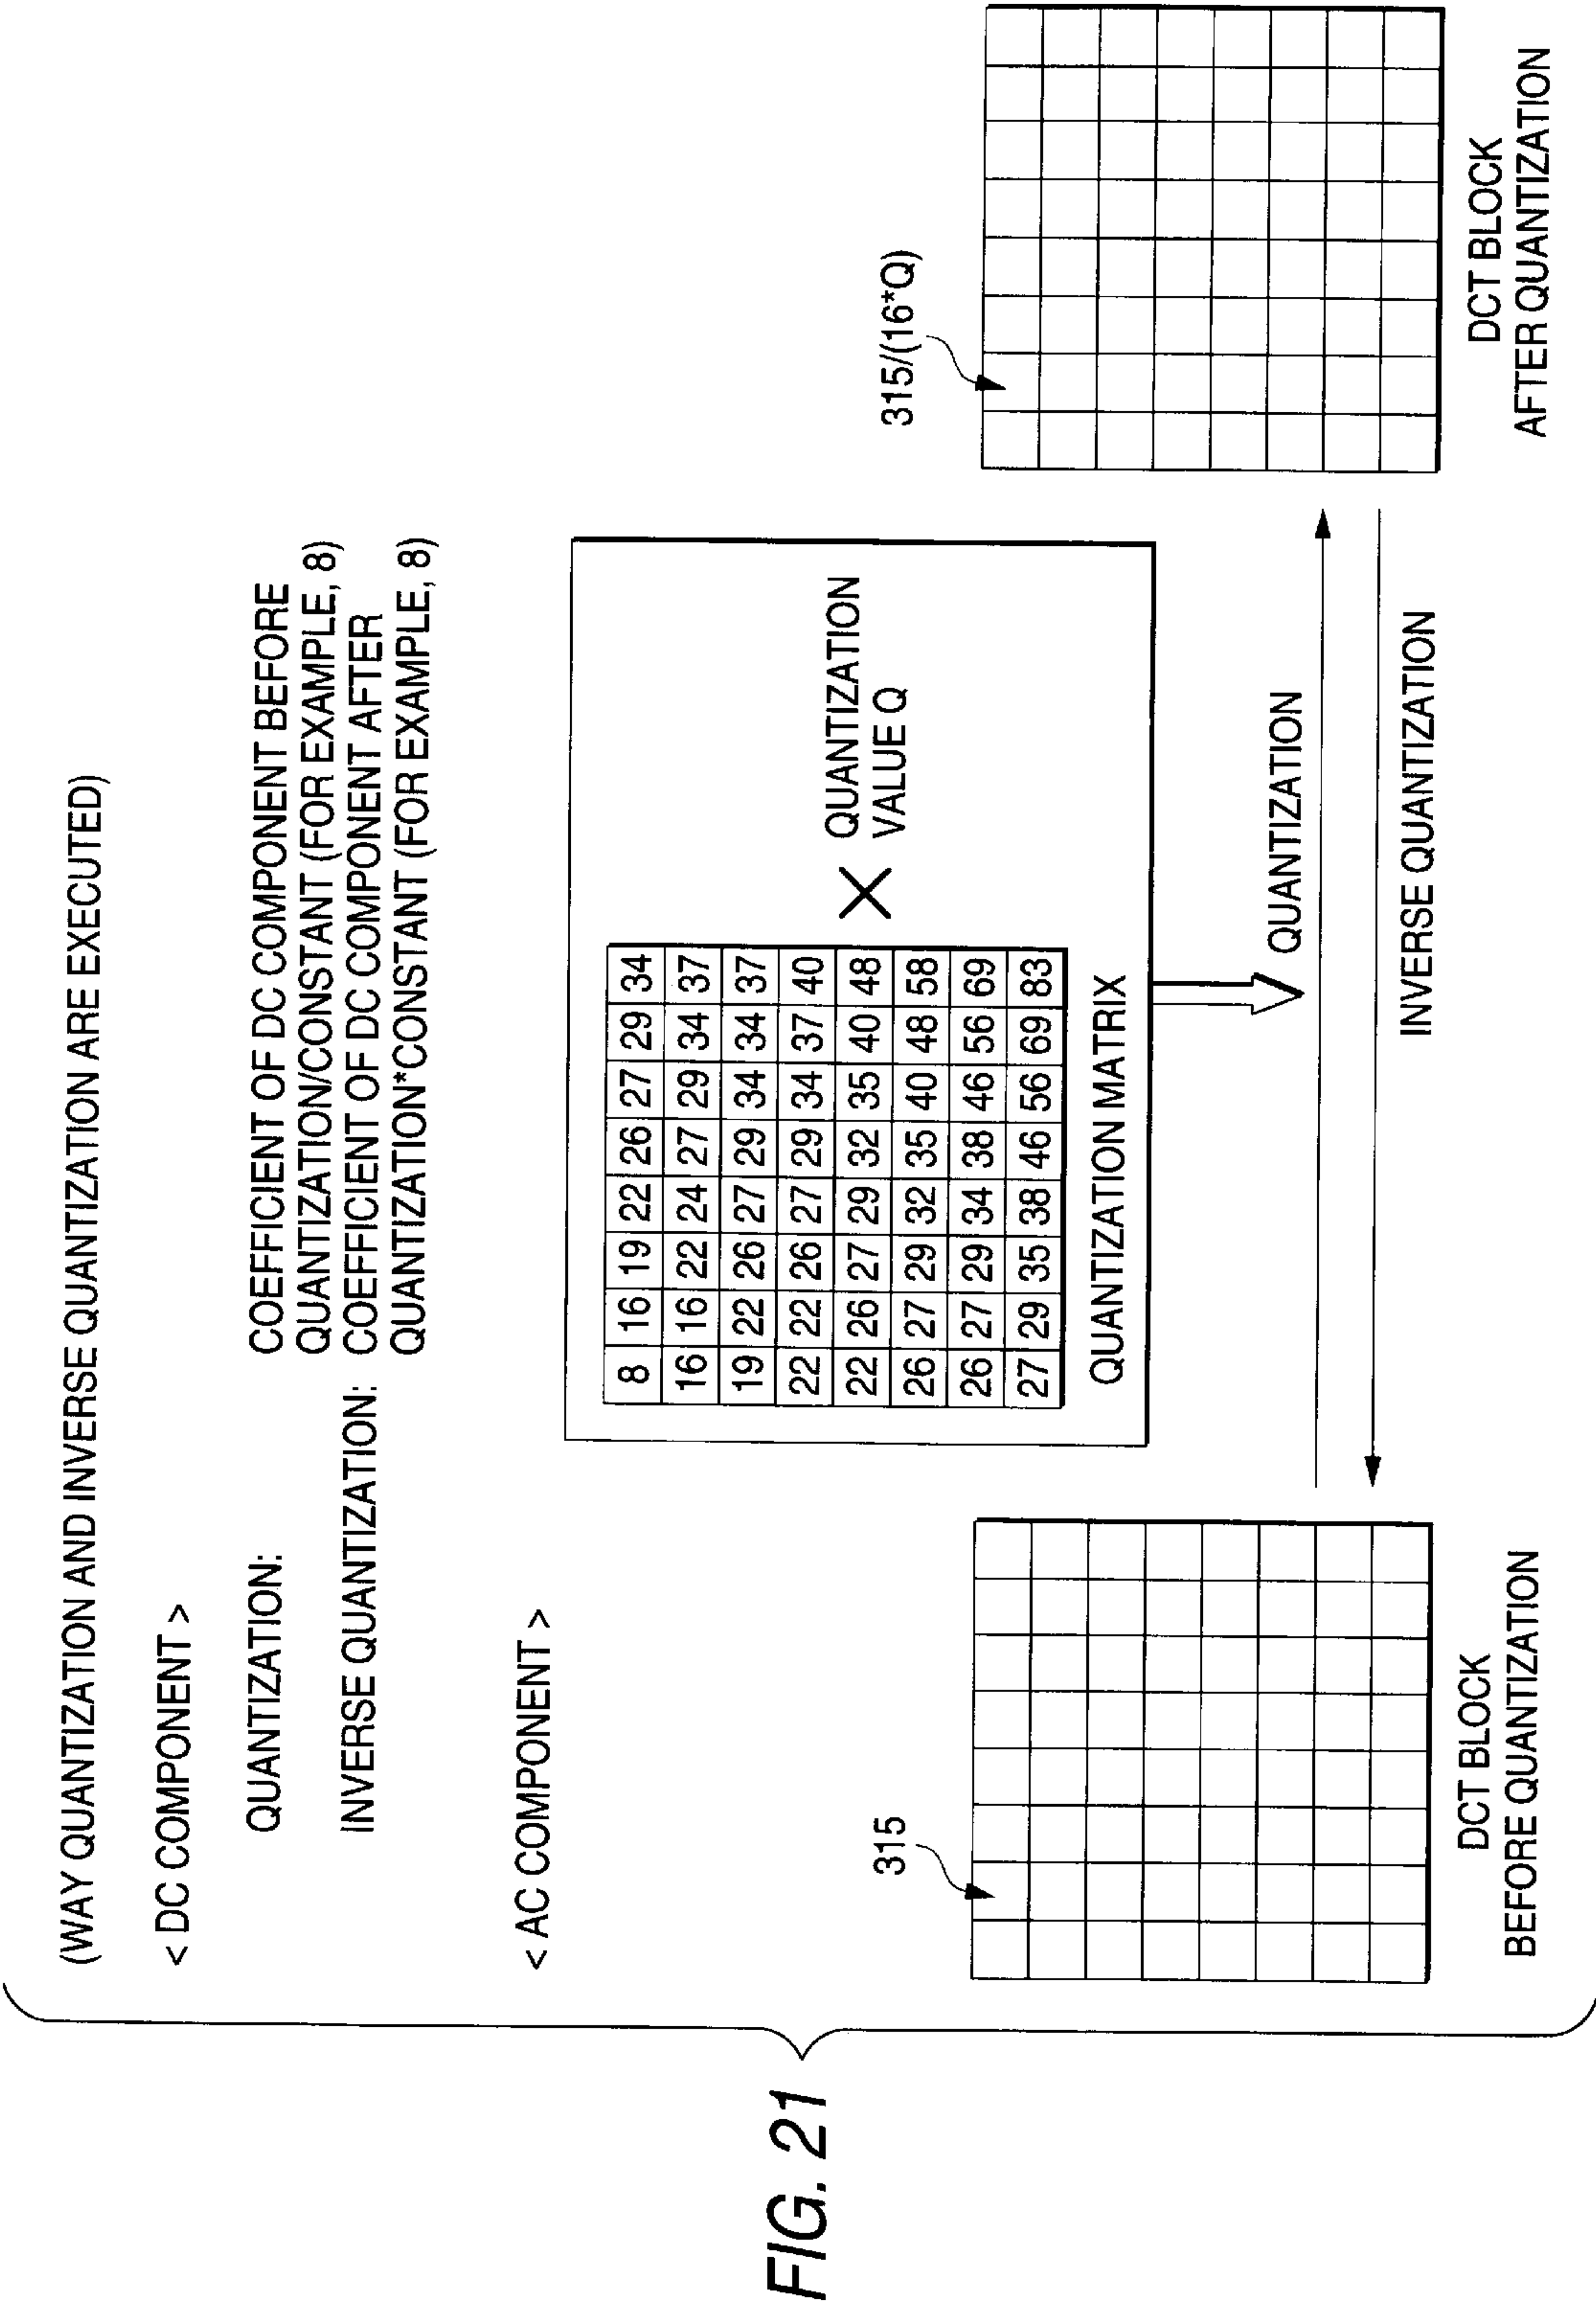 FIG. 21
(WAY QUANTIZATION AND INVERSE QUANTIZATION ARE EXECUTED)
< DC COMPONENT >
QUANTIZATION:
COEFFICIENT OF DC COMPONENT BEFORE
QUANTIZATION/CONSTANT (FOR EXAMPLE, 8)
INVERSE QUANTIZATION:
COEFFICIENT OF DC COMPONENT AFTER
QUANTIZATION*CONSTANT (FOR EXAMPLE, 8)
< AC COMPONENT >
8 16 19 22 26 27 29 34
16 16 22 24 27 29 34 37
19 22 26 27 29 34 34 37
22 22 26 27 29 34 37 40
22 26 27 29 32 35 40 48
26 27 29 32 35 40 48 58
26 27 29 34 38 46 56 69
27 29 35 38 46 56 69 83
QUANTIZATION MATRIX
×
QUANTIZATION
VALUE Q
315
DCT BLOCK
BEFORE QUANTIZATION
QUANTIZATION
INVERSE QUANTIZATION
315/(16*Q)
DCT BLOCK
AFTER QUANTIZATION